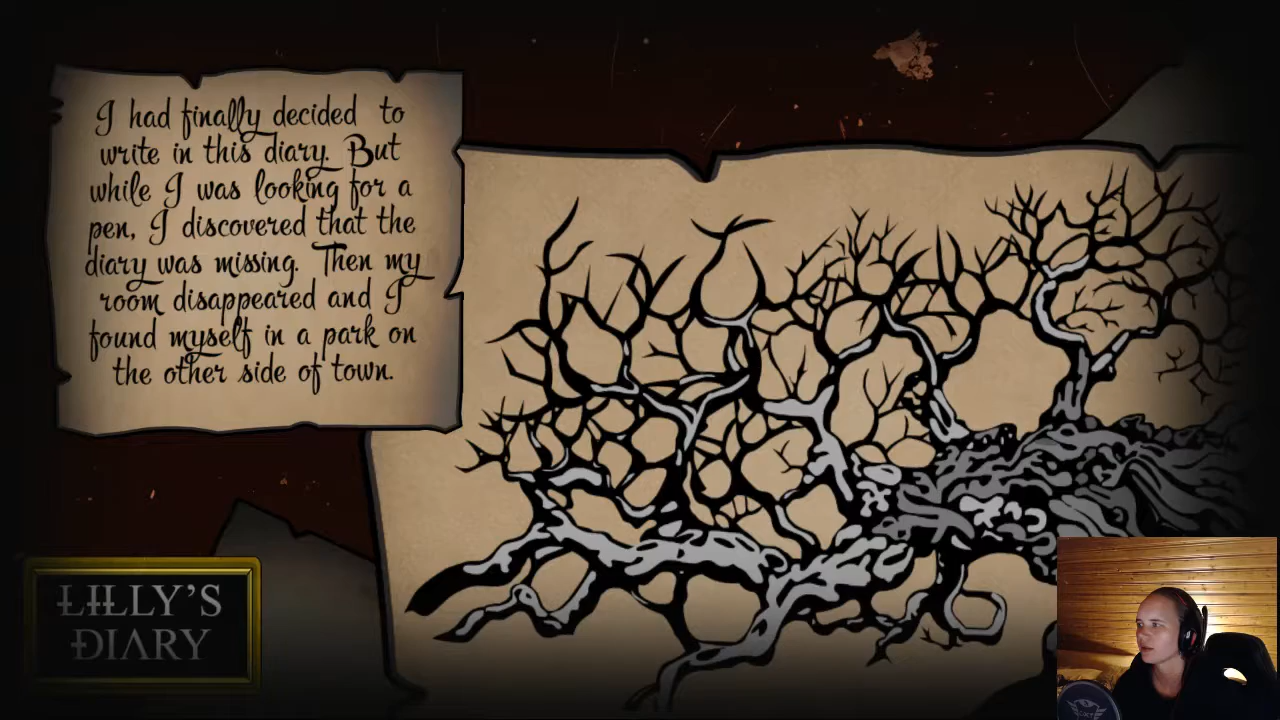 I had finally decided to
write in this diary. But
while I was looking for a
pen, I discovered that the
diary was missing. Then my
room disappeared and I
found myself in a park on
the other side of town.
LILLY'S
DIARY